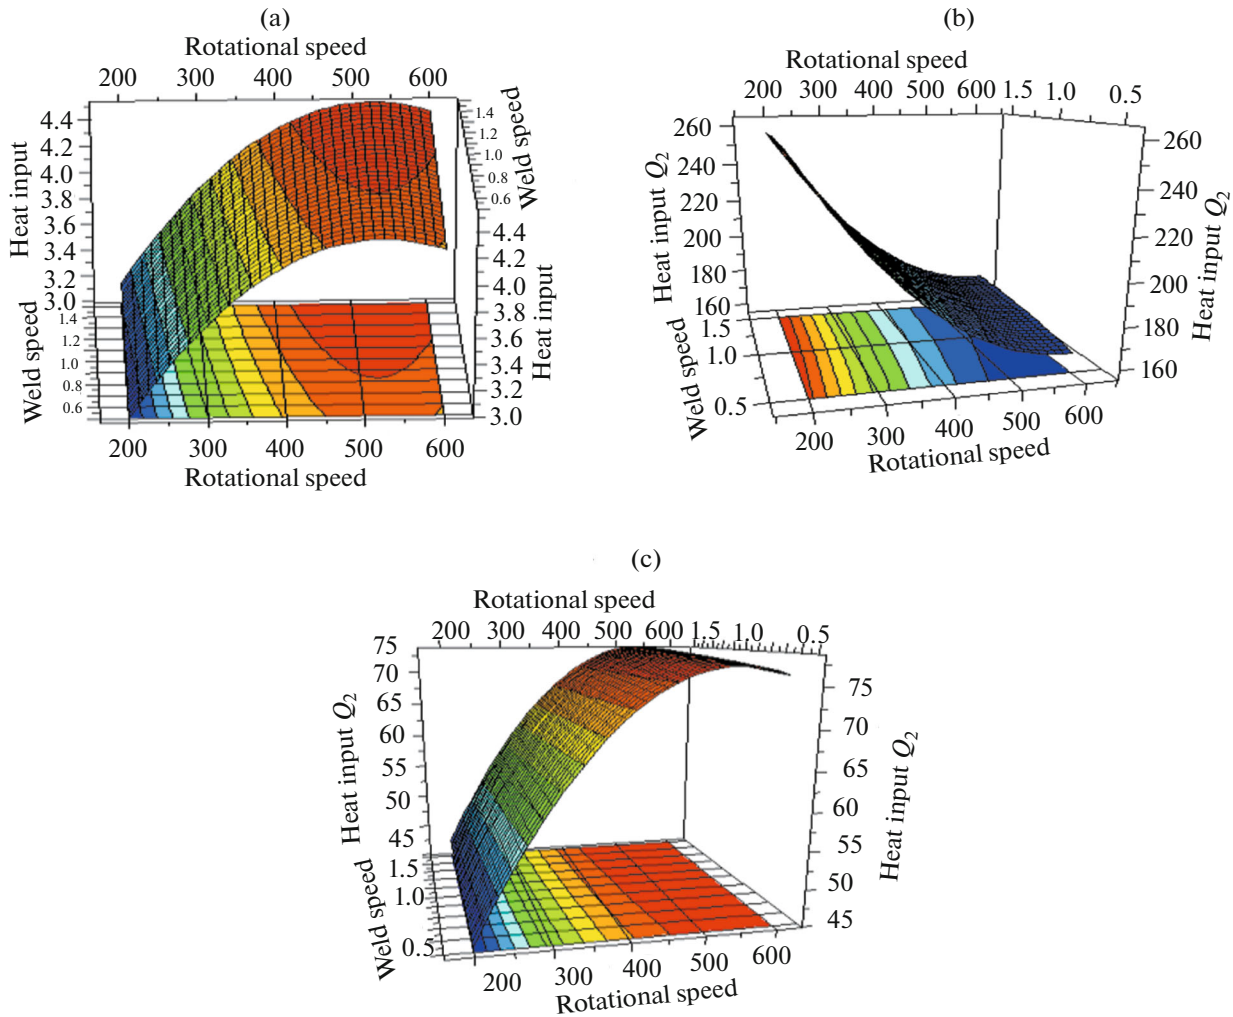 (a)
Rotational speed
200 300 400 500 600
Heat input
4.4
4.2
4.0
3.8
3.6
3.4
3.2
3.0
Weld speed
1.4
1.2
1.0
0.8
0.6
Weld speed
1.4
1.2
1.0
0.8
0.6
Heat input
4.4
4.2
4.0
3.8
3.6
3.4
3.2
3.0
200 300 400 500 600
Rotational speed
(b)
Rotational speed
200 300 400 500 600 1.5 1.0 0.5
Heat input Q2
260
240
220
200
180
160
Weld speed
1.5
1.0
0.5
Heat input Q2
260
240
220
200
180
160
200 300 400 500 600
Rotational speed
(c)
Rotational speed
200 300 400 500 600 1.5 1.0 0.5
Heat input Q2
75
70
65
60
55
50
45
Weld speed
1.5
1.0
0.5
Heat input Q2
75
70
65
60
55
50
45
200 300 400 500 600
Rotational speed